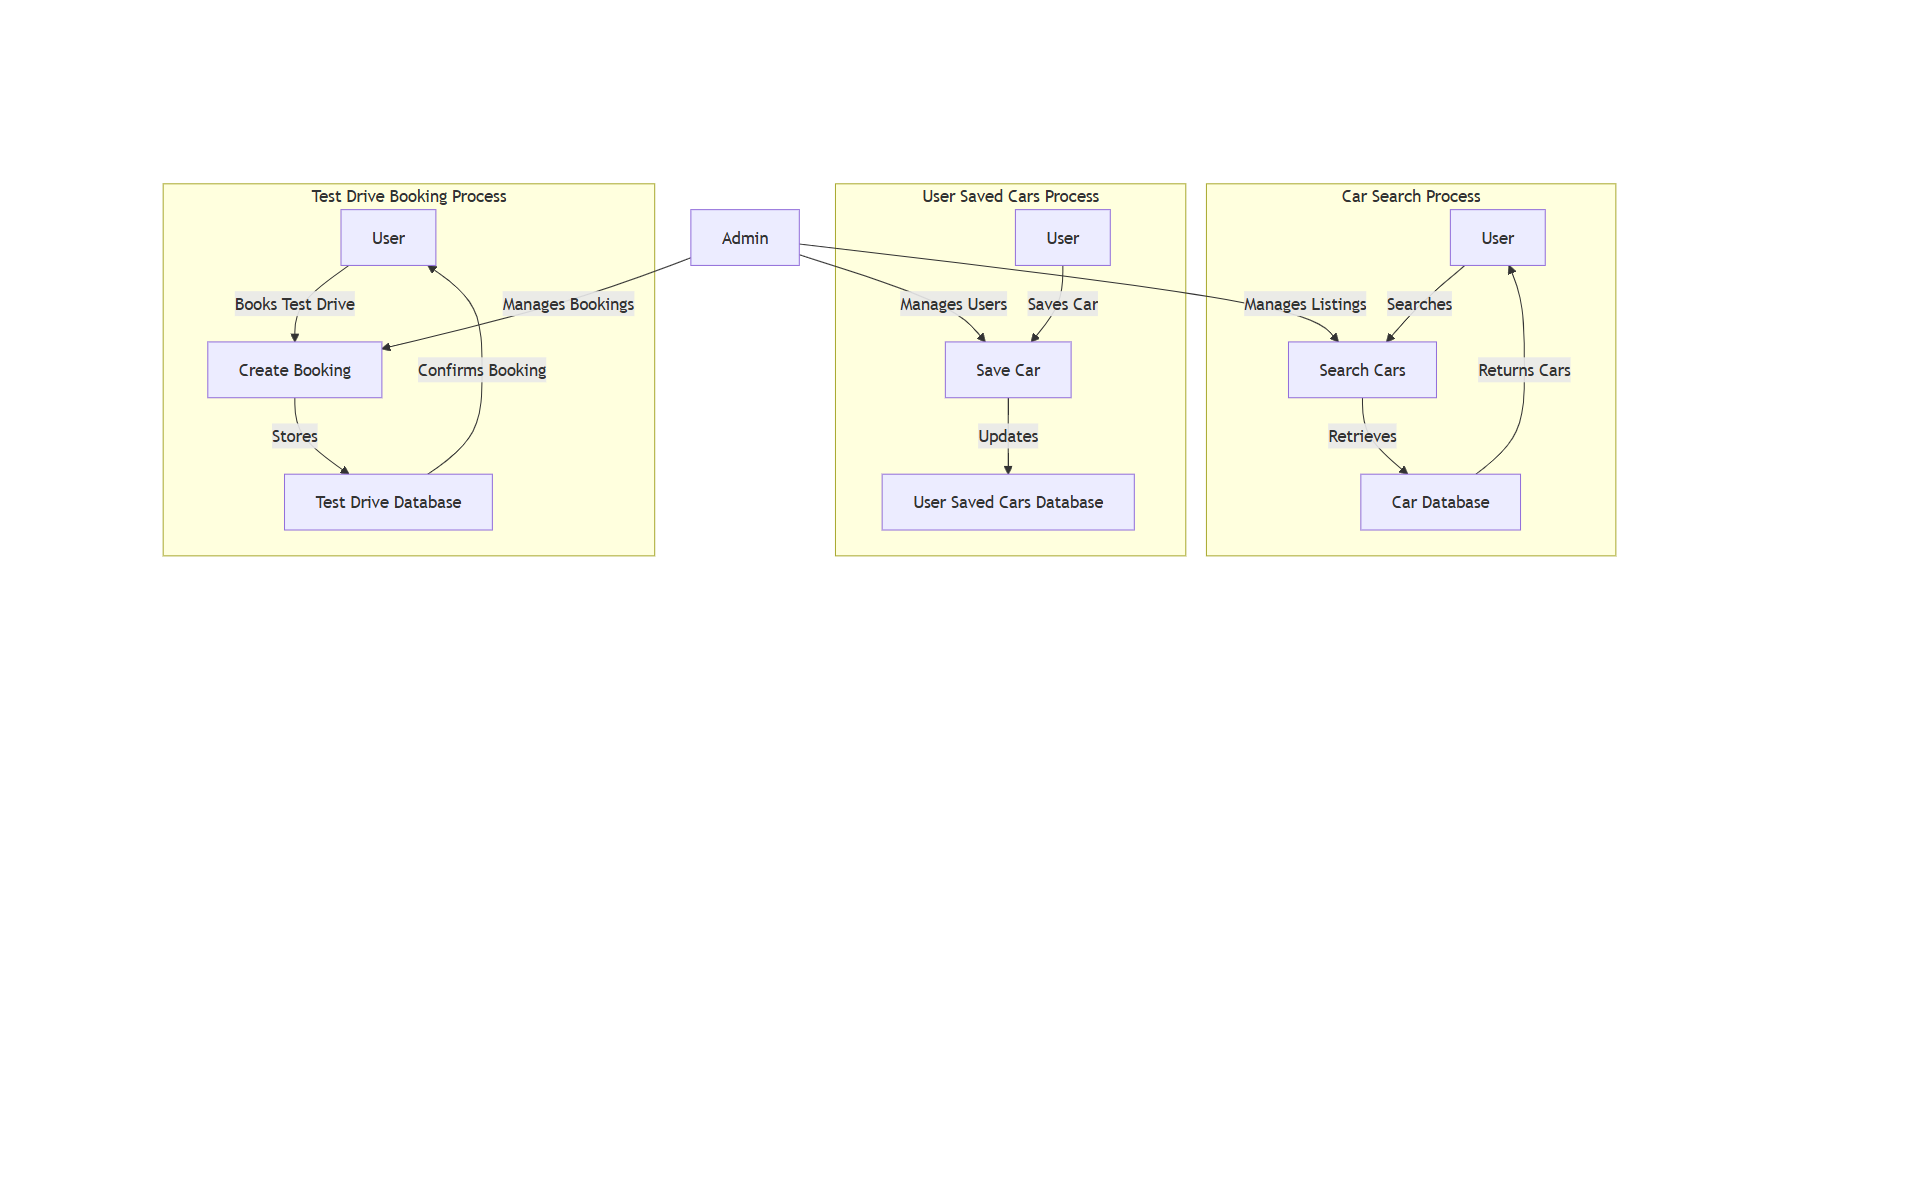 Test Drive Booking Process
User
Books Test Drive
Manages Bookings
Create Booking
Confirms Booking
Stores
Test Drive Database
Admin
User Saved Cars Process
User
Manages Users
Saves Car
Save Car
Updates
User Saved Cars Database
Car Search Process
User
Manages Listings
Searches
Search Cars
Returns Cars
Retrieves
Car Database